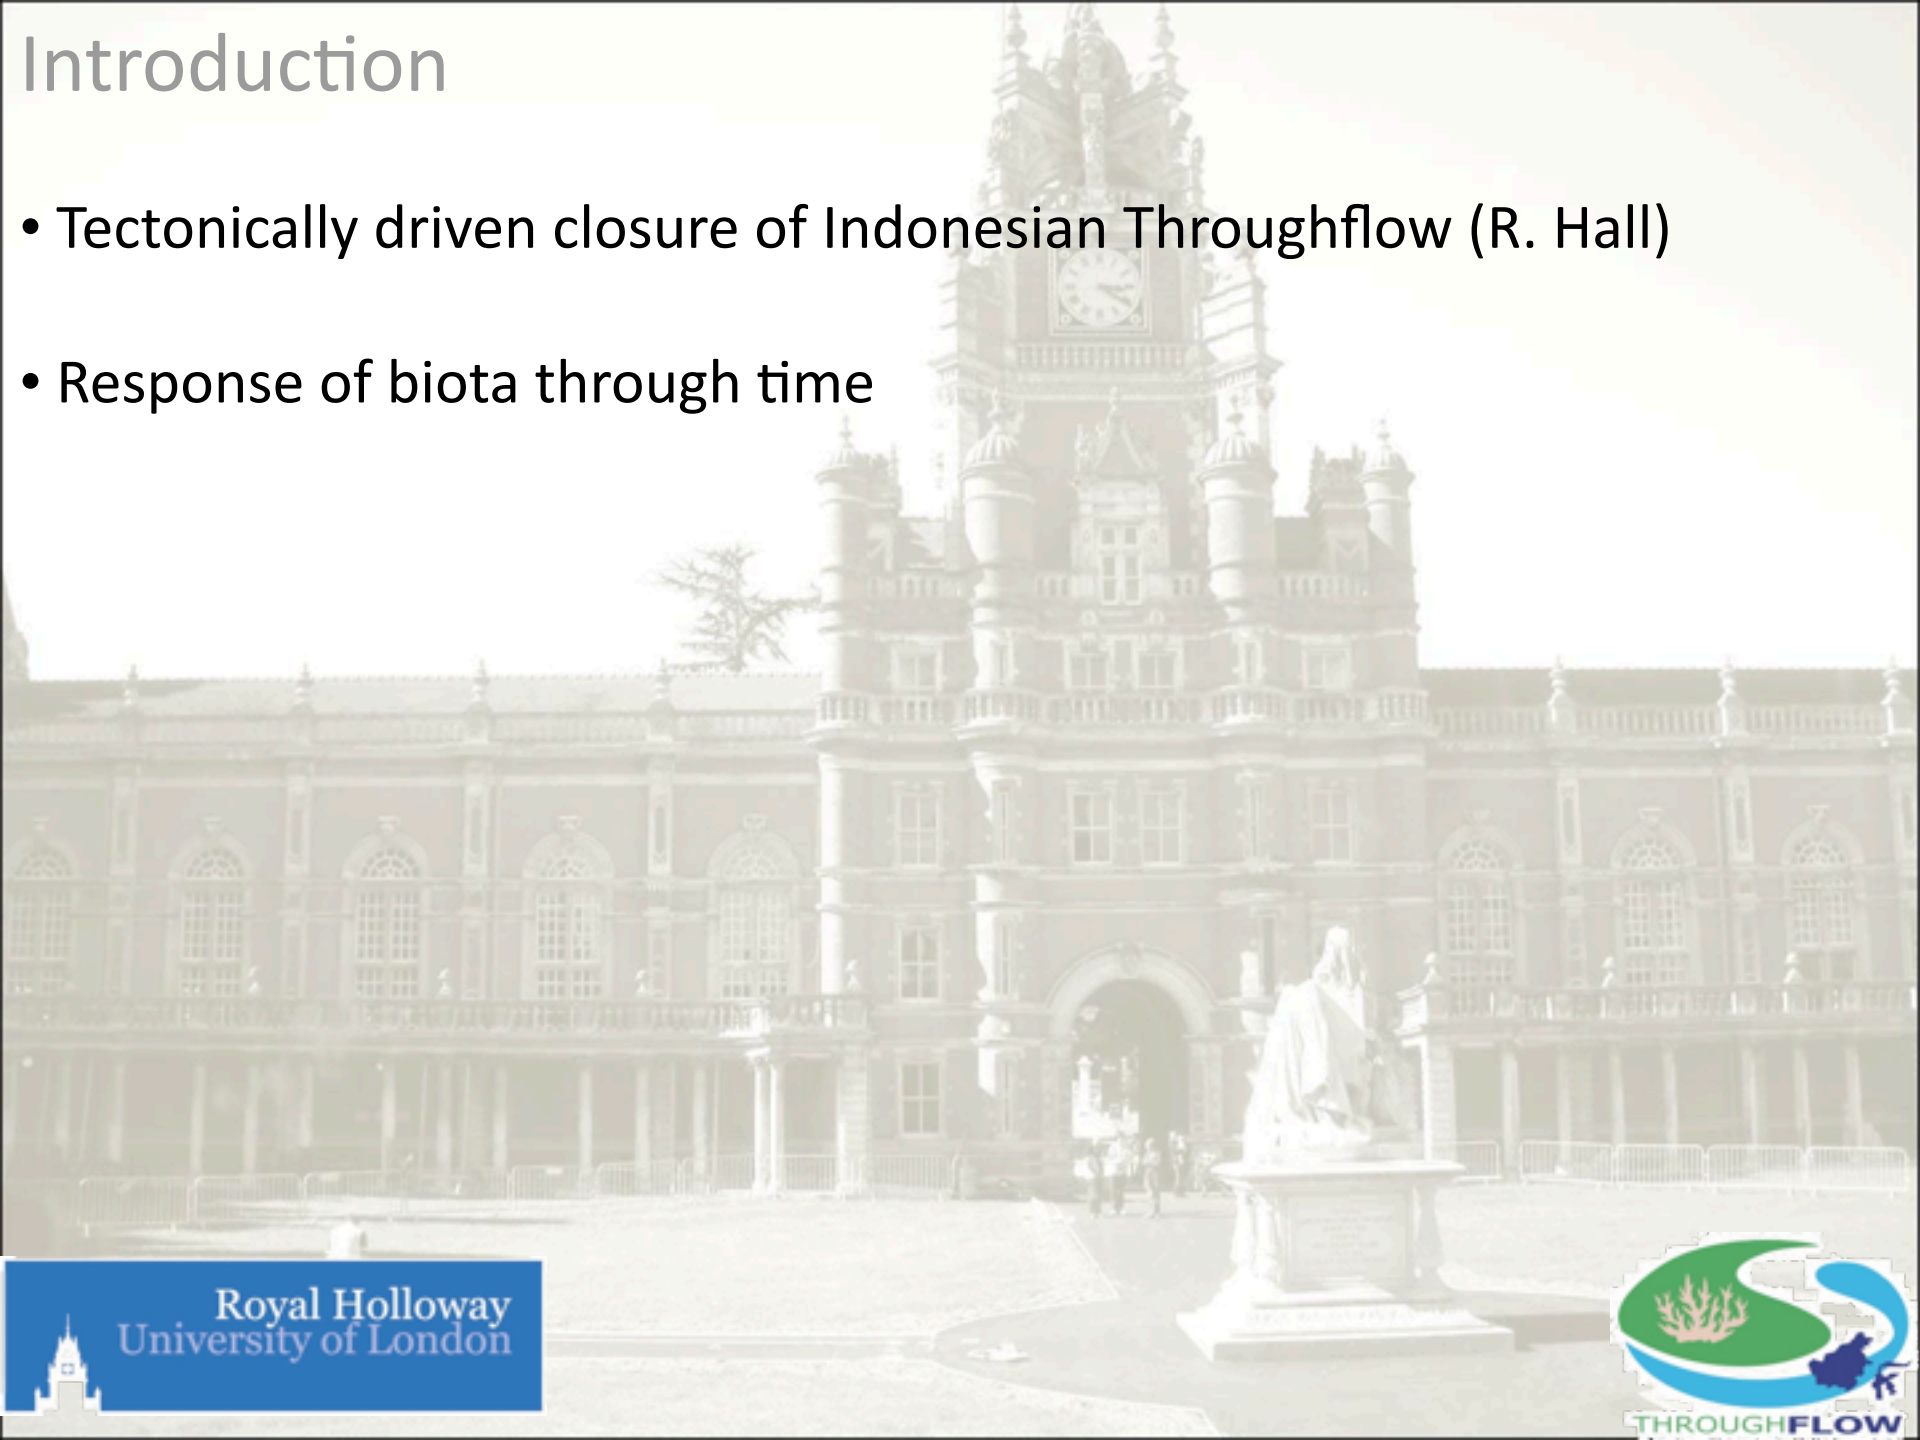 Introduction
• Tectonically driven closure of Indonesian Throughflow (R. Hall)
• Response of biota through time
Royal Holloway
University of London
THROUGHFLOW